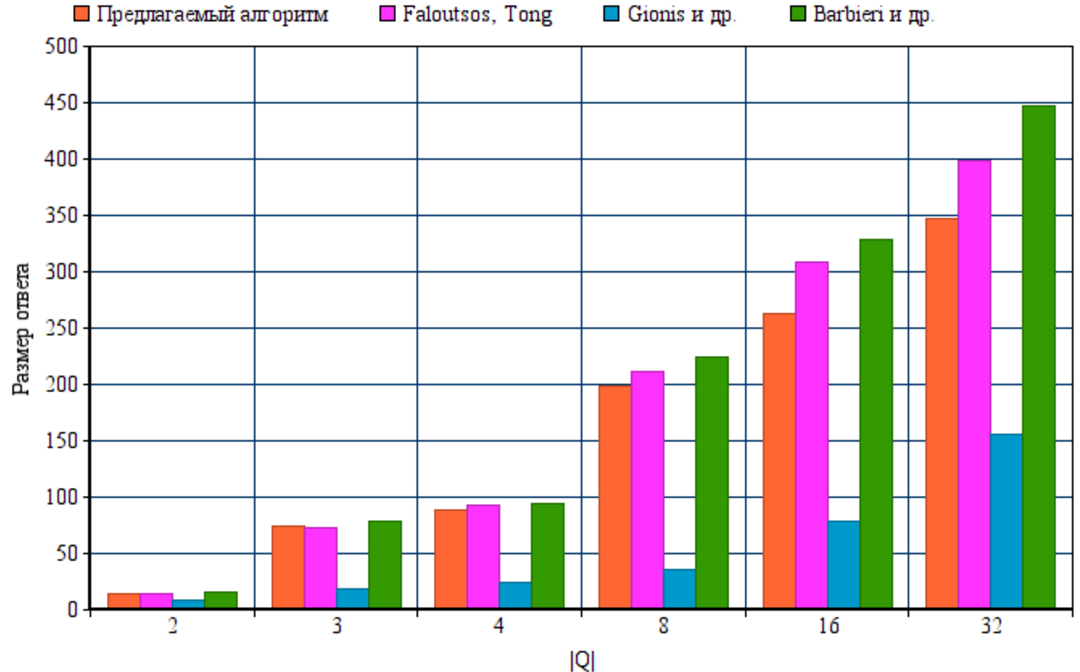 Предлагаемый алгоритм Faloutsos, Tong Gionis и др. Barbieri и др.
500
450
400
350
300
250
200
150
100
50
0
Размер ответа
2 3 4 8 16 32
|Q|